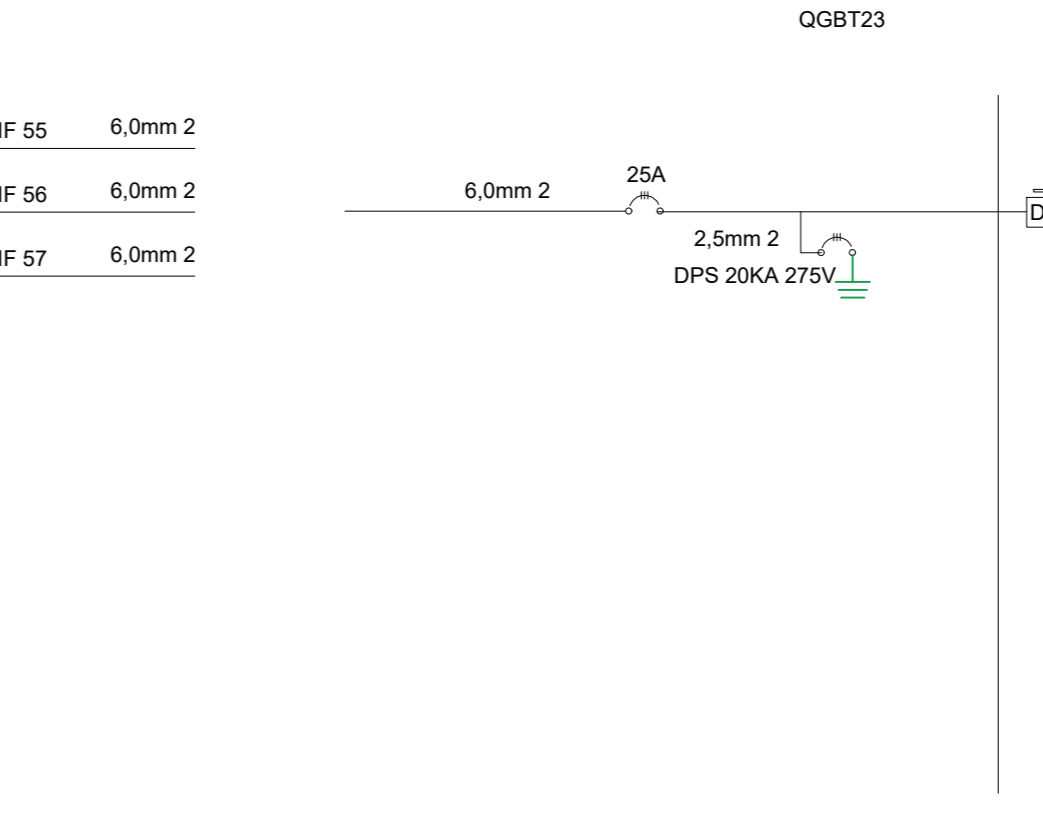 QGBT23
IF 55
6,0mm 2
IF 56
6,0mm 2
IF 57
6,0mm 2
25A
6,0mm 2
2,5mm 2
DPS 20KA 275V
D